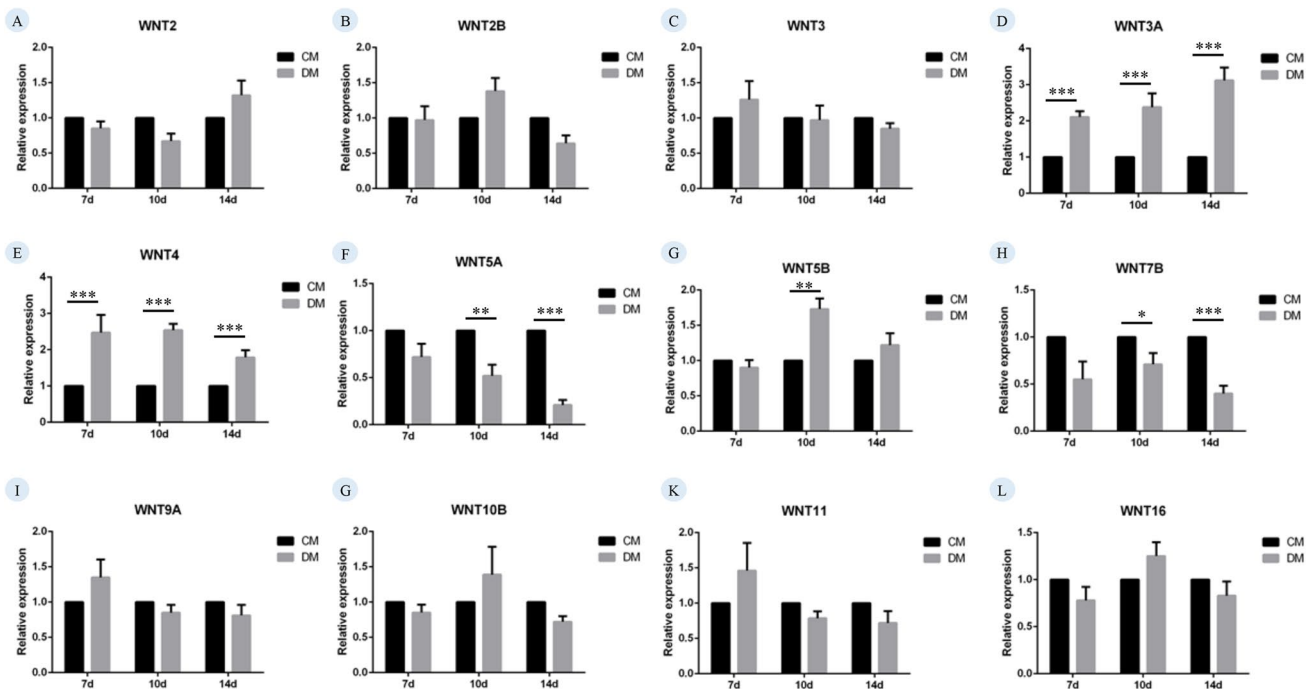 A
WNT2
Relative expression
2.0
1.5
1.0
0.5
0.0
7d 10d 14d
CM
DM
B
WNT2B
Relative expression
2.0
1.5
1.0
0.5
0.0
7d 10d 14d
CM
DM
C
WNT3
Relative expression
2.0
1.5
1.0
0.5
0.0
7d 10d 14d
CM
DM
D
WNT3A
Relative expression
4
3
2
1
0
*** *** ***
7d 10d 14d
CM
DM
E
WNT4
Relative expression
4
3
2
1
0
*** *** ***
7d 10d 14d
CM
DM
F
WNT5A
Relative expression
1.5
1.0
0.5
0.0
** ***
7d 10d 14d
CM
DM
G
WNT5B
Relative expression
2.0
1.5
1.0
0.5
0.0
**
7d 10d 14d
CM
DM
H
WNT7B
Relative expression
1.5
1.0
0.5
0.0
* ***
7d 10d 14d
CM
DM
I
WNT9A
Relative expression
2.0
1.5
1.0
0.5
0.0
7d 10d 14d
CM
DM
G
WNT10B
Relative expression
2.0
1.5
1.0
0.5
0.0
7d 10d 14d
CM
DM
K
WNT11
Relative expression
2.0
1.5
1.0
0.5
0.0
7d 10d 14d
CM
DM
L
WNT16
Relative expression
1.5
1.0
0.5
0.0
7d 10d 14d
CM
DM